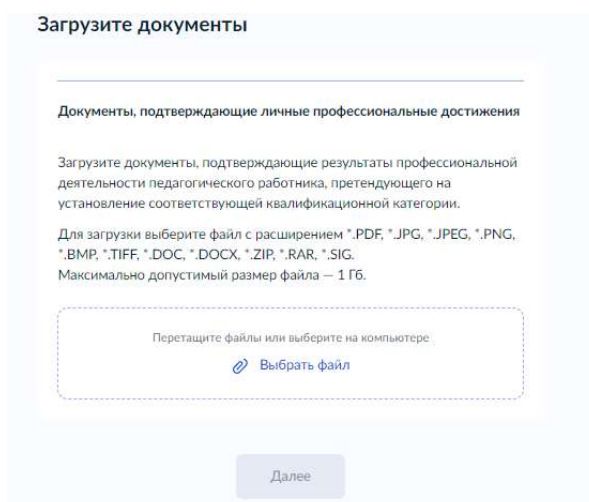 Загрузите документы
Документы, подтверждающие личные профессиональные достижения
Загрузите документы, подтверждающие результаты профессиональной
деятельности педагогического работника, претендующего на
установление соответствующей квалификационной категории.
Для загрузки выберите файл с расширением *.PDF, *.JPG, *.JPEG, *.PNG,
*.BMP, *.TIFF, *.DOC, *.DOCX, *.ZIP, *.RAR, *.SIG.
Максимально допустимый размер файла — 1 Гб.
Перетащите файлы или выберите на компьютере
Выбрать файл
Далее